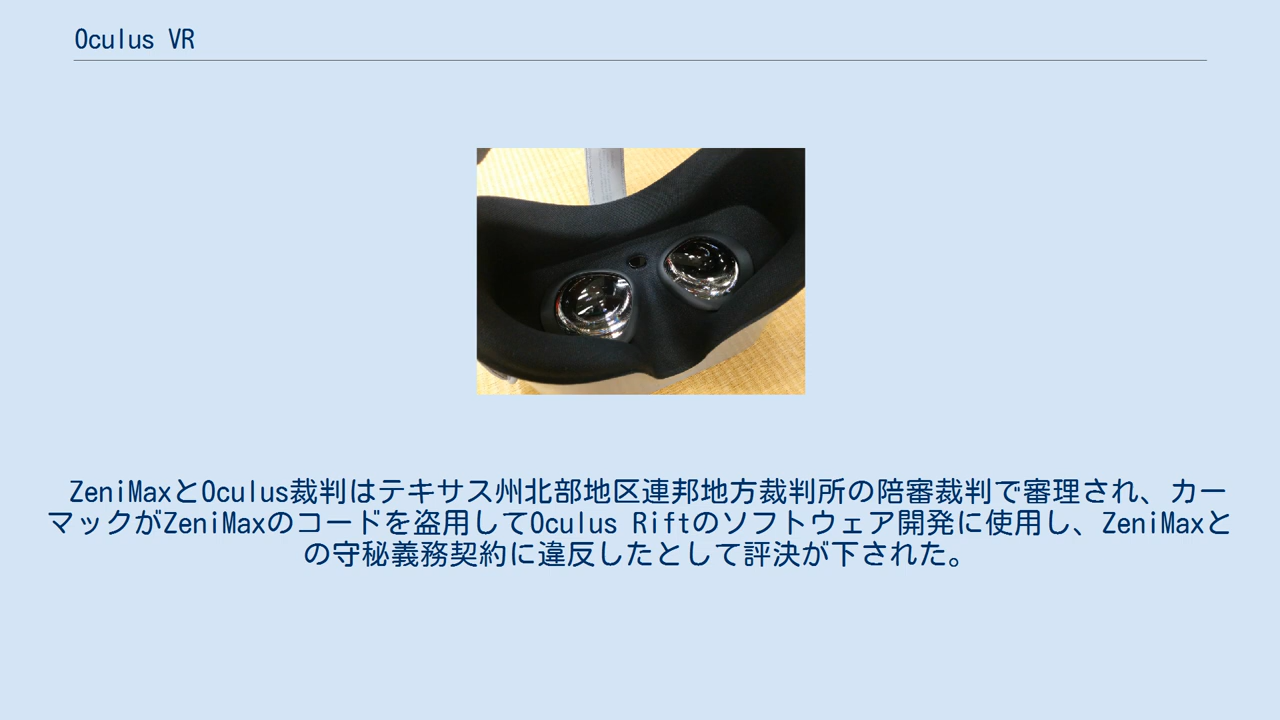 Oculus VR
ZeniMaxとOculus裁判はテキサス州北部地区連邦地方裁判所の陪審裁判で審理され、カー
マックがZeniMaxのコードを盗用してOculus Riftのソフトウェア開発に使用し、ZeniMaxと
の守秘義務契約に違反したとして評決が下された。